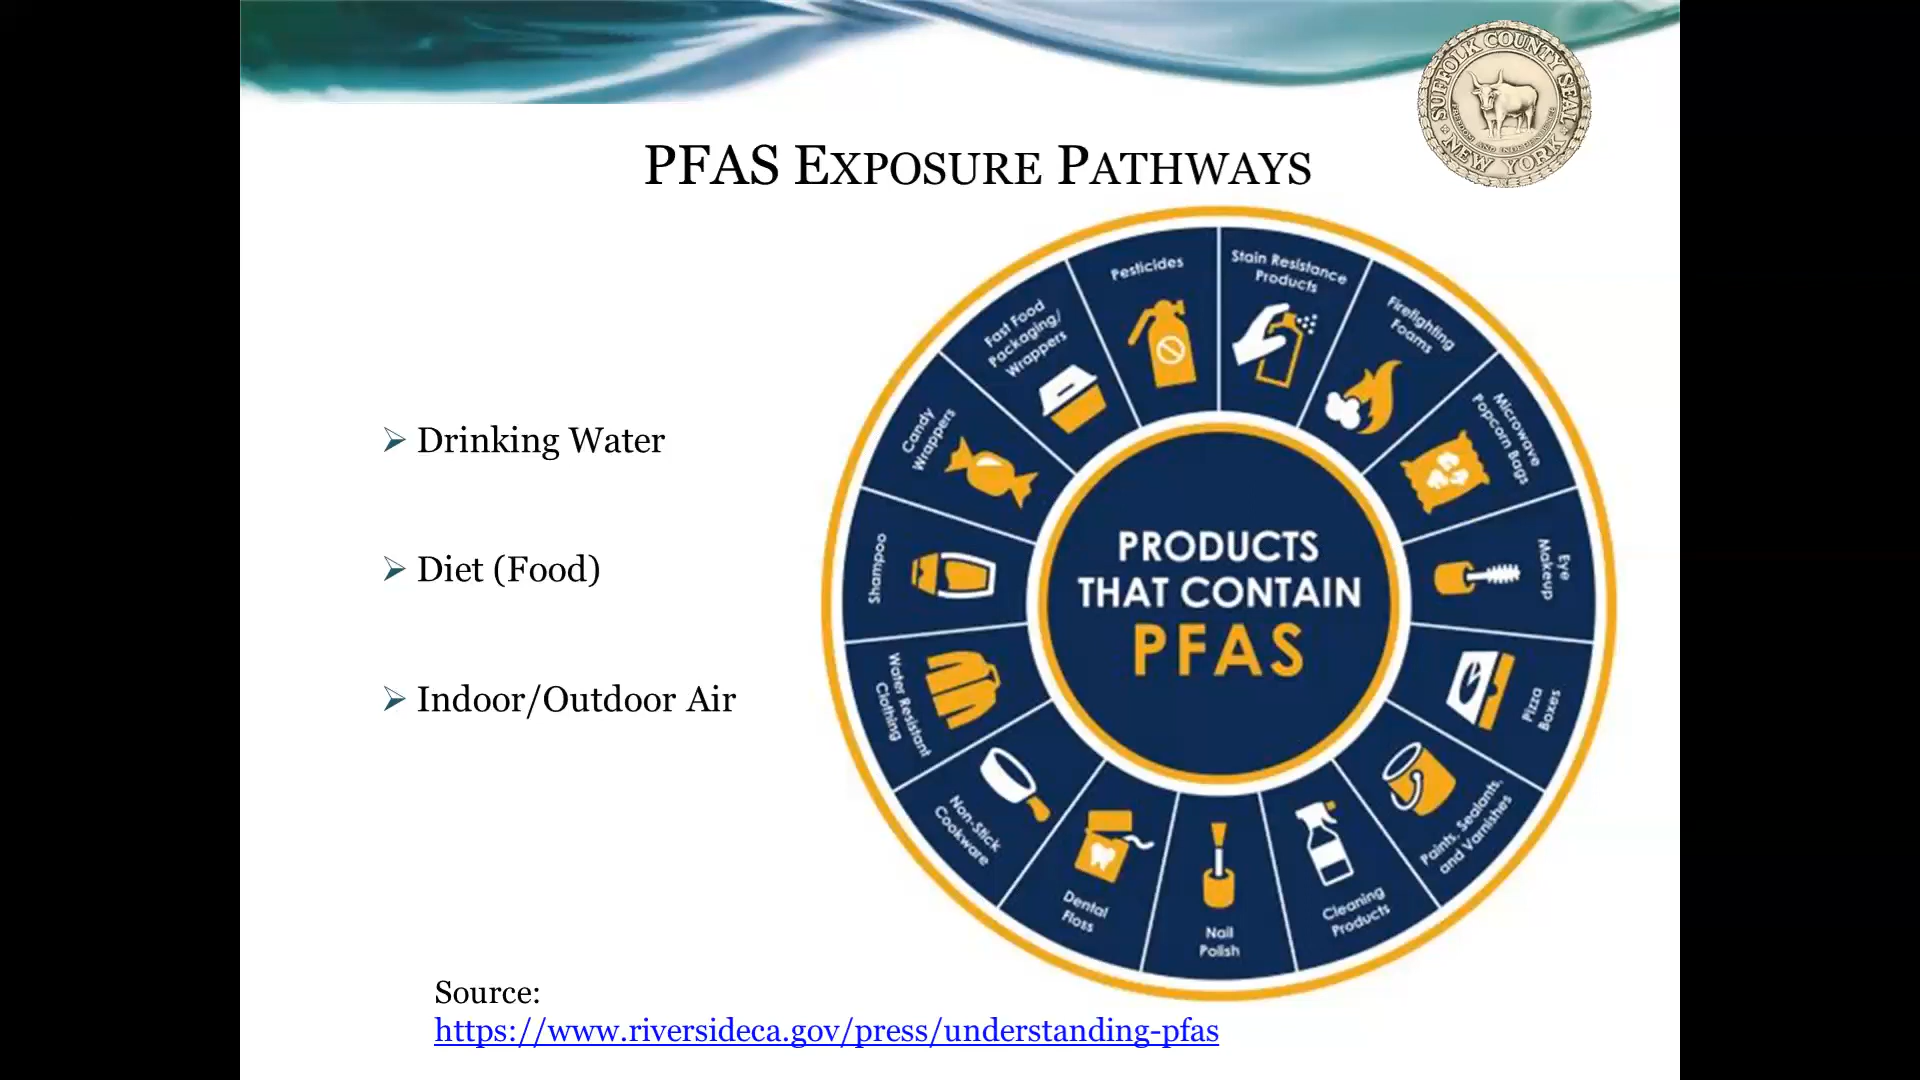 SUFFOLK COUNTY SEAL
NEW YORK
PFAS EXPOSURE PATHWAYS
Drinking Water
Diet (Food)
Indoor/Outdoor Air
PRODUCTS
THAT CONTAIN
PFAS
Stain Resistance
Products
Firefighting
Foams
Microwave
Popcorn Bags
Eye
Makeup
Pizza
Boxes
Paints, Sealants,
and Varnishes
Cleaning
Products
Nail
Polish
Dental
Floss
Non-Stick
Cookware
Water Resistant
Clothing
Shampoo
Candy
Wrappers
Fast Food
Packaging/
Wrappers
Pesticides
Source:
https://www.riversideca.gov/press/understanding-pfas